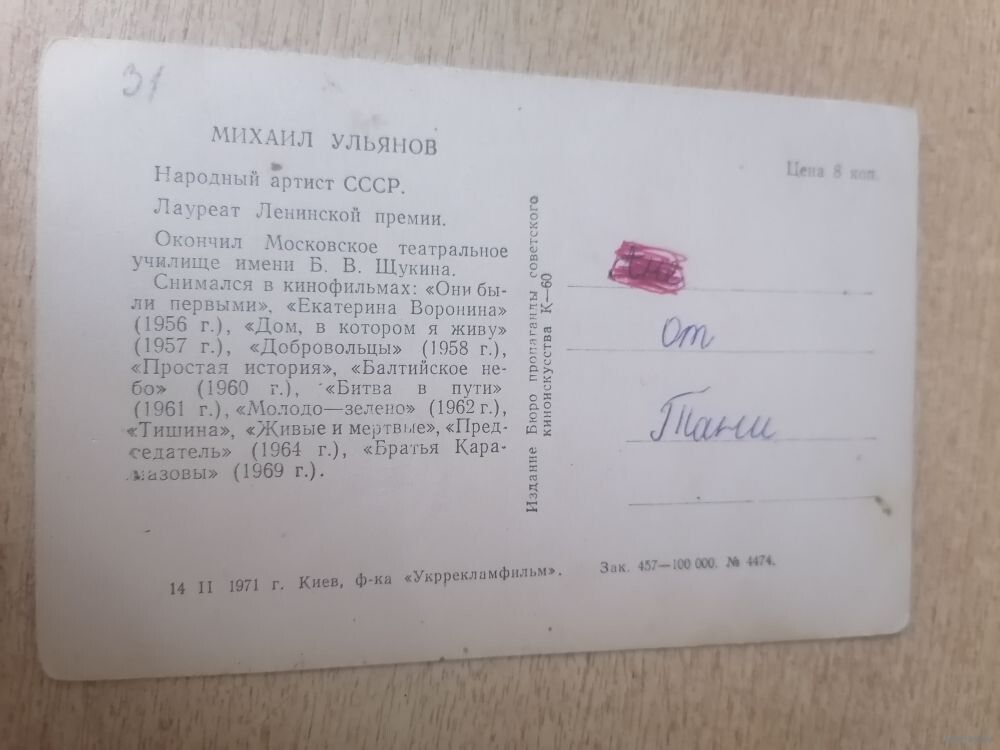 31
МИХАИЛ УЛЬЯНОВ
Народный артист СССР.
Лауреат Ленинской премии.
Окончил Московское театральное
училище имени Б. В. Щукина.
Снимался в кинофильмах: «Они бы-
ли первыми», «Екатерина Воронина»
(1956 г.), «Дом, в котором я живу»
(1957 г.), «Добровольцы» (1958 г.),
«Простая история», «Балтийское не-
бо» (1960 г.), «Битва в пути»
(1961 г.), «Молодо—зелено» (1962 г.),
«Тишина», «Живые и мертвые», «Пред-
седатель» (1964 г.), «Братья Кара-
мазовы» (1969 г.).
14 II 1971 г. Киев, ф-ка «Укррекламфильм».
Зак. 457—100 000. № 4474.
Издание Бюро пропаганды советского
киноискусства К—60
Цена 8 коп.
от
Тани